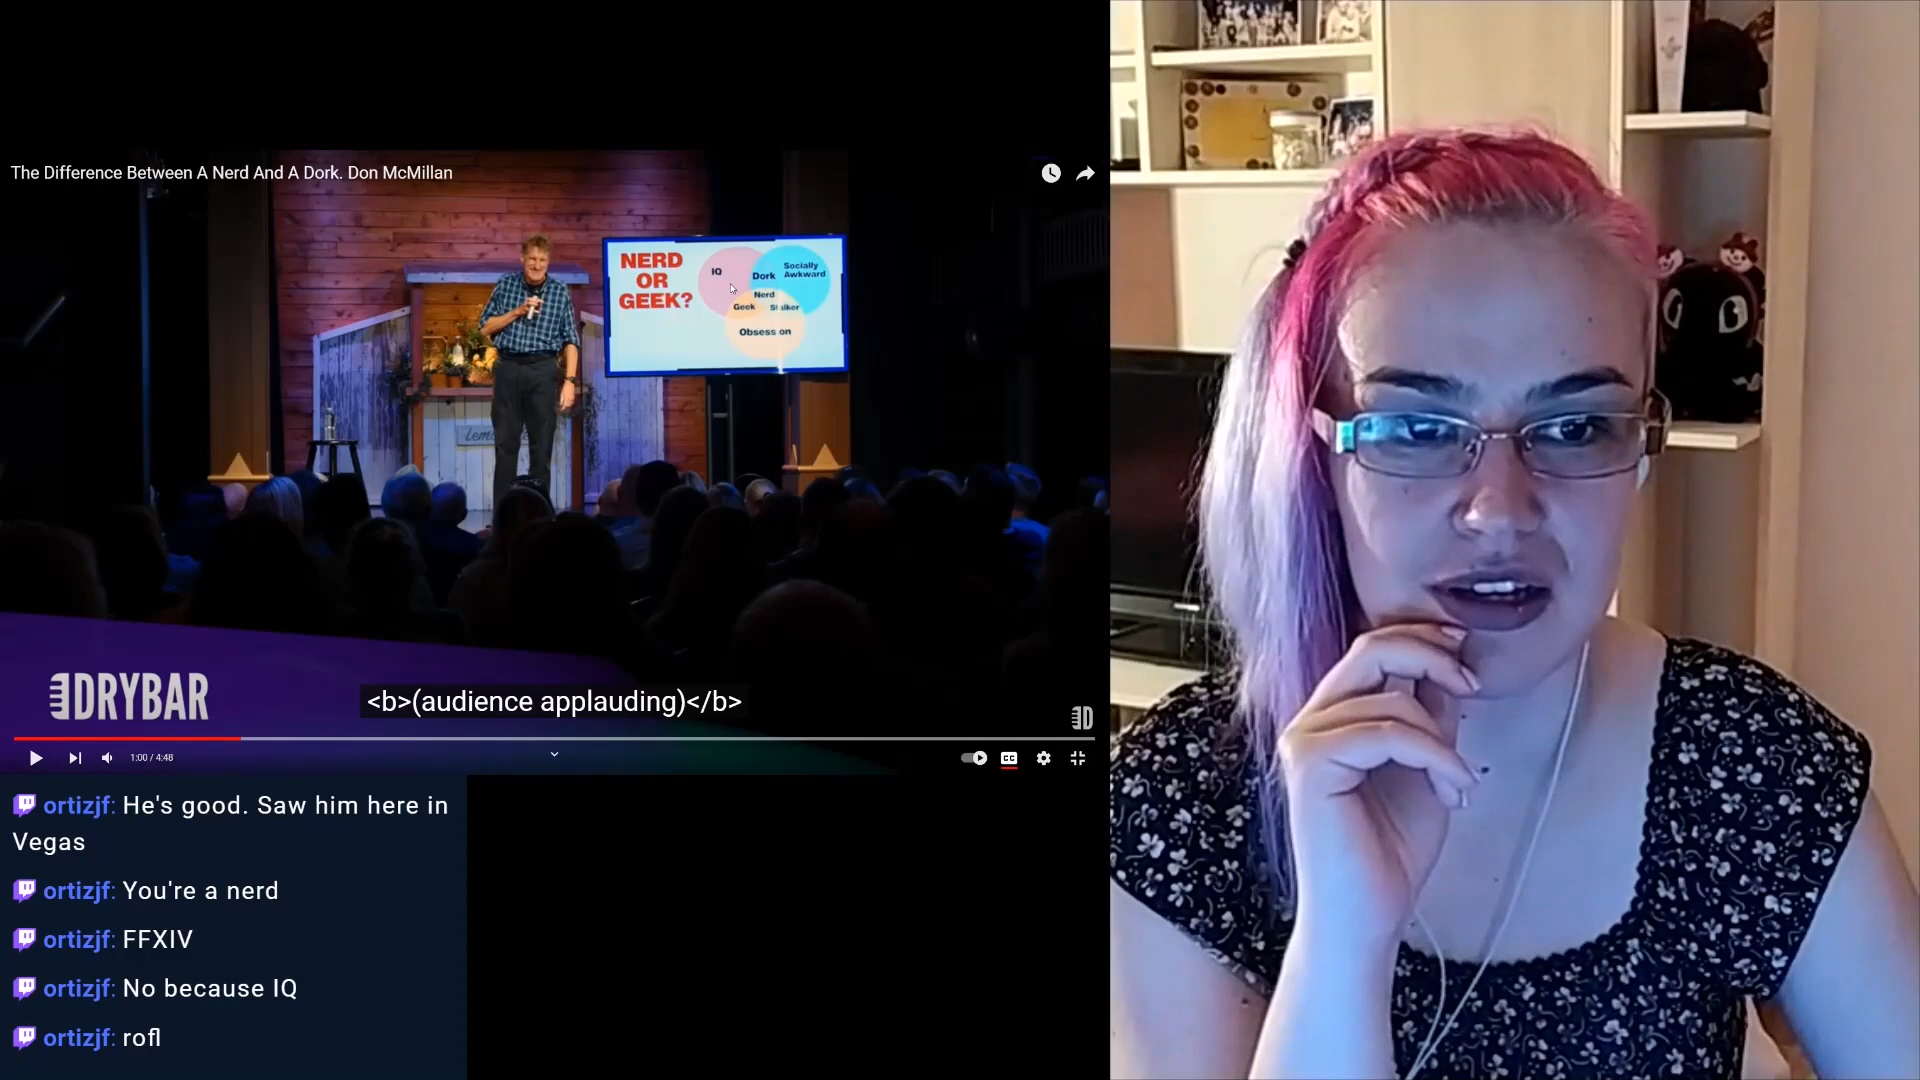 The Difference Between A Nerd And A Dork. Don McMillan
NERD
OR
GEEK?
IQ
Dork
Socially
Awkward
Nerd
Geek
Stalker
Obsession
DRYBAR
<b>(audience applauding)</b>
1:00 / 4:48
CC
ortizjf: He's good. Saw him here in
Vegas
ortizjf: You're a nerd
ortizjf: FFXIV
ortizjf: No because IQ
ortizjf: rofl